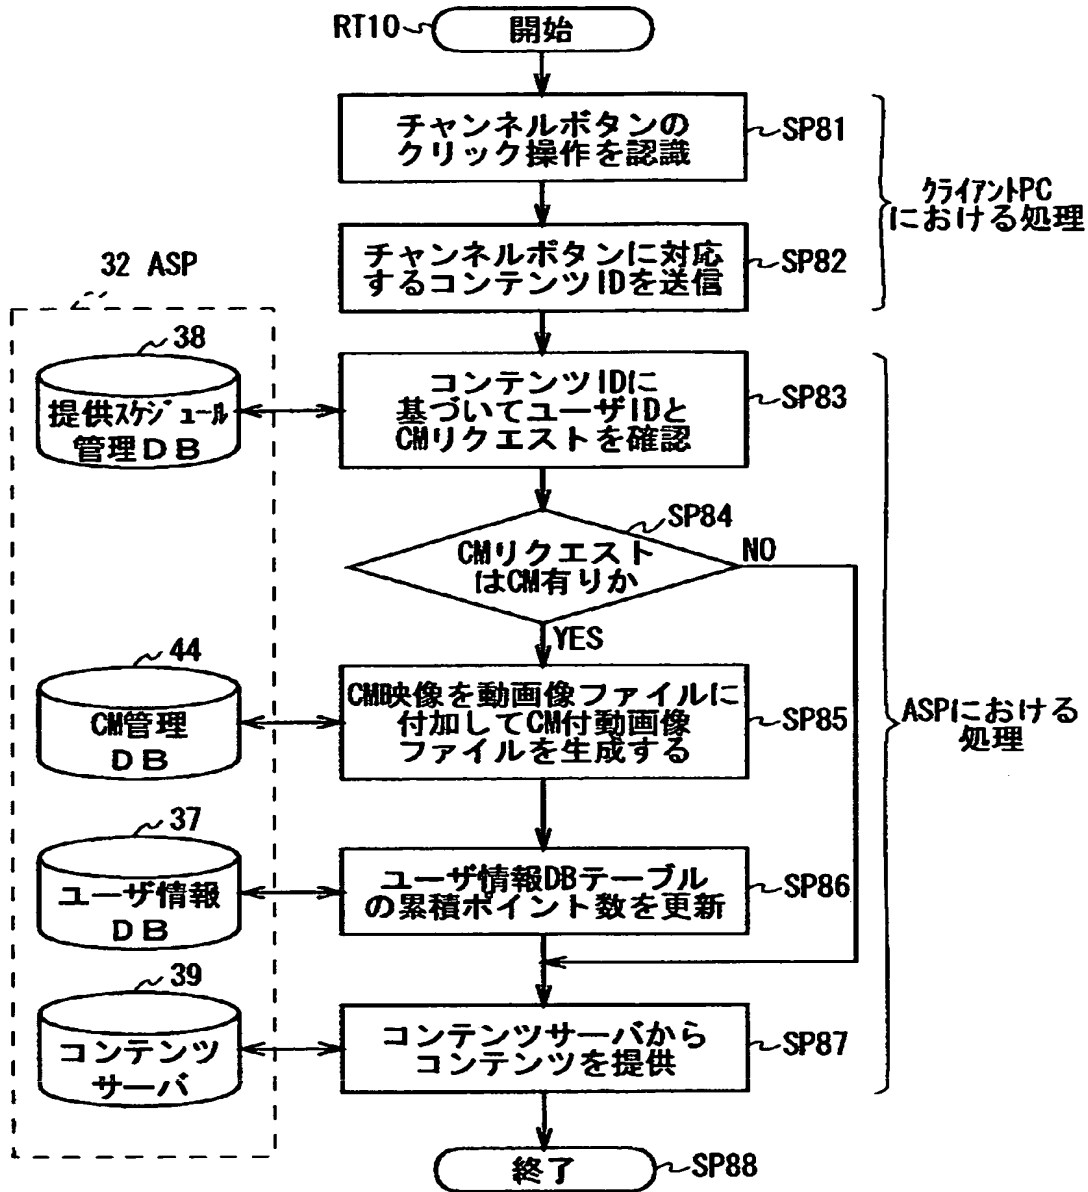 RT10
開始
チャンネルボタンの
クリック操作を認識
SP81
クライアントPC
における処理
チャンネルボタンに対応
するコンテンツIDを送信
SP82
32 ASP
38
提供スケジュール
管理DB
コンテンツIDに
基づいてユーザIDと
CMリクエストを確認
SP83
SP84
CMリクエスト
はCM有りか
NO
YES
44
CM管理
DB
CM映像を動画像ファイルに
付加してCM付動画像
ファイルを生成する
SP85
ASPにおける
処理
37
ユーザ情報
DB
ユーザ情報DBテーブル
の累積ポイント数を更新
SP86
39
コンテンツ
サーバ
コンテンツサーバから
コンテンツを提供
SP87
終了
SP88